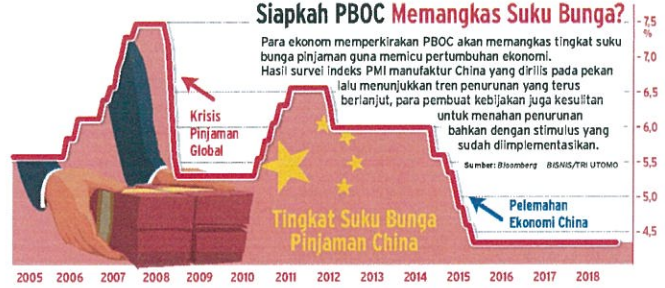 Siapkah PBOC Memangkas Suku Bunga?
Para ekonom memperkirakan PBOC akan memangkas tingkat suku
bunga pinjaman guna memicu pertumbuhan ekonomi.
Hasil survei indeks PMI manufaktur China yang dirilis pada pekan
lalu menunjukkan tren penurunan yang terus
berlanjut, para pembuat kebijakan juga kesulitan
untuk menahan penurunan
bahkan dengan stimulus yang
sudah diimplementasikan.
Sumber: Bloomberg BISNIS/TRI UTOMO
7,5
%
7,0
6,5
6,0
5,5
5,0
4,5
Krisis
Pinjaman
Global
Tingkat Suku Bunga
Pinjaman China
Pelemahan
Ekonomi China
2005 2006 2007 2008 2009 2010 2011 2012 2013 2014 2015 2016 2017 2018